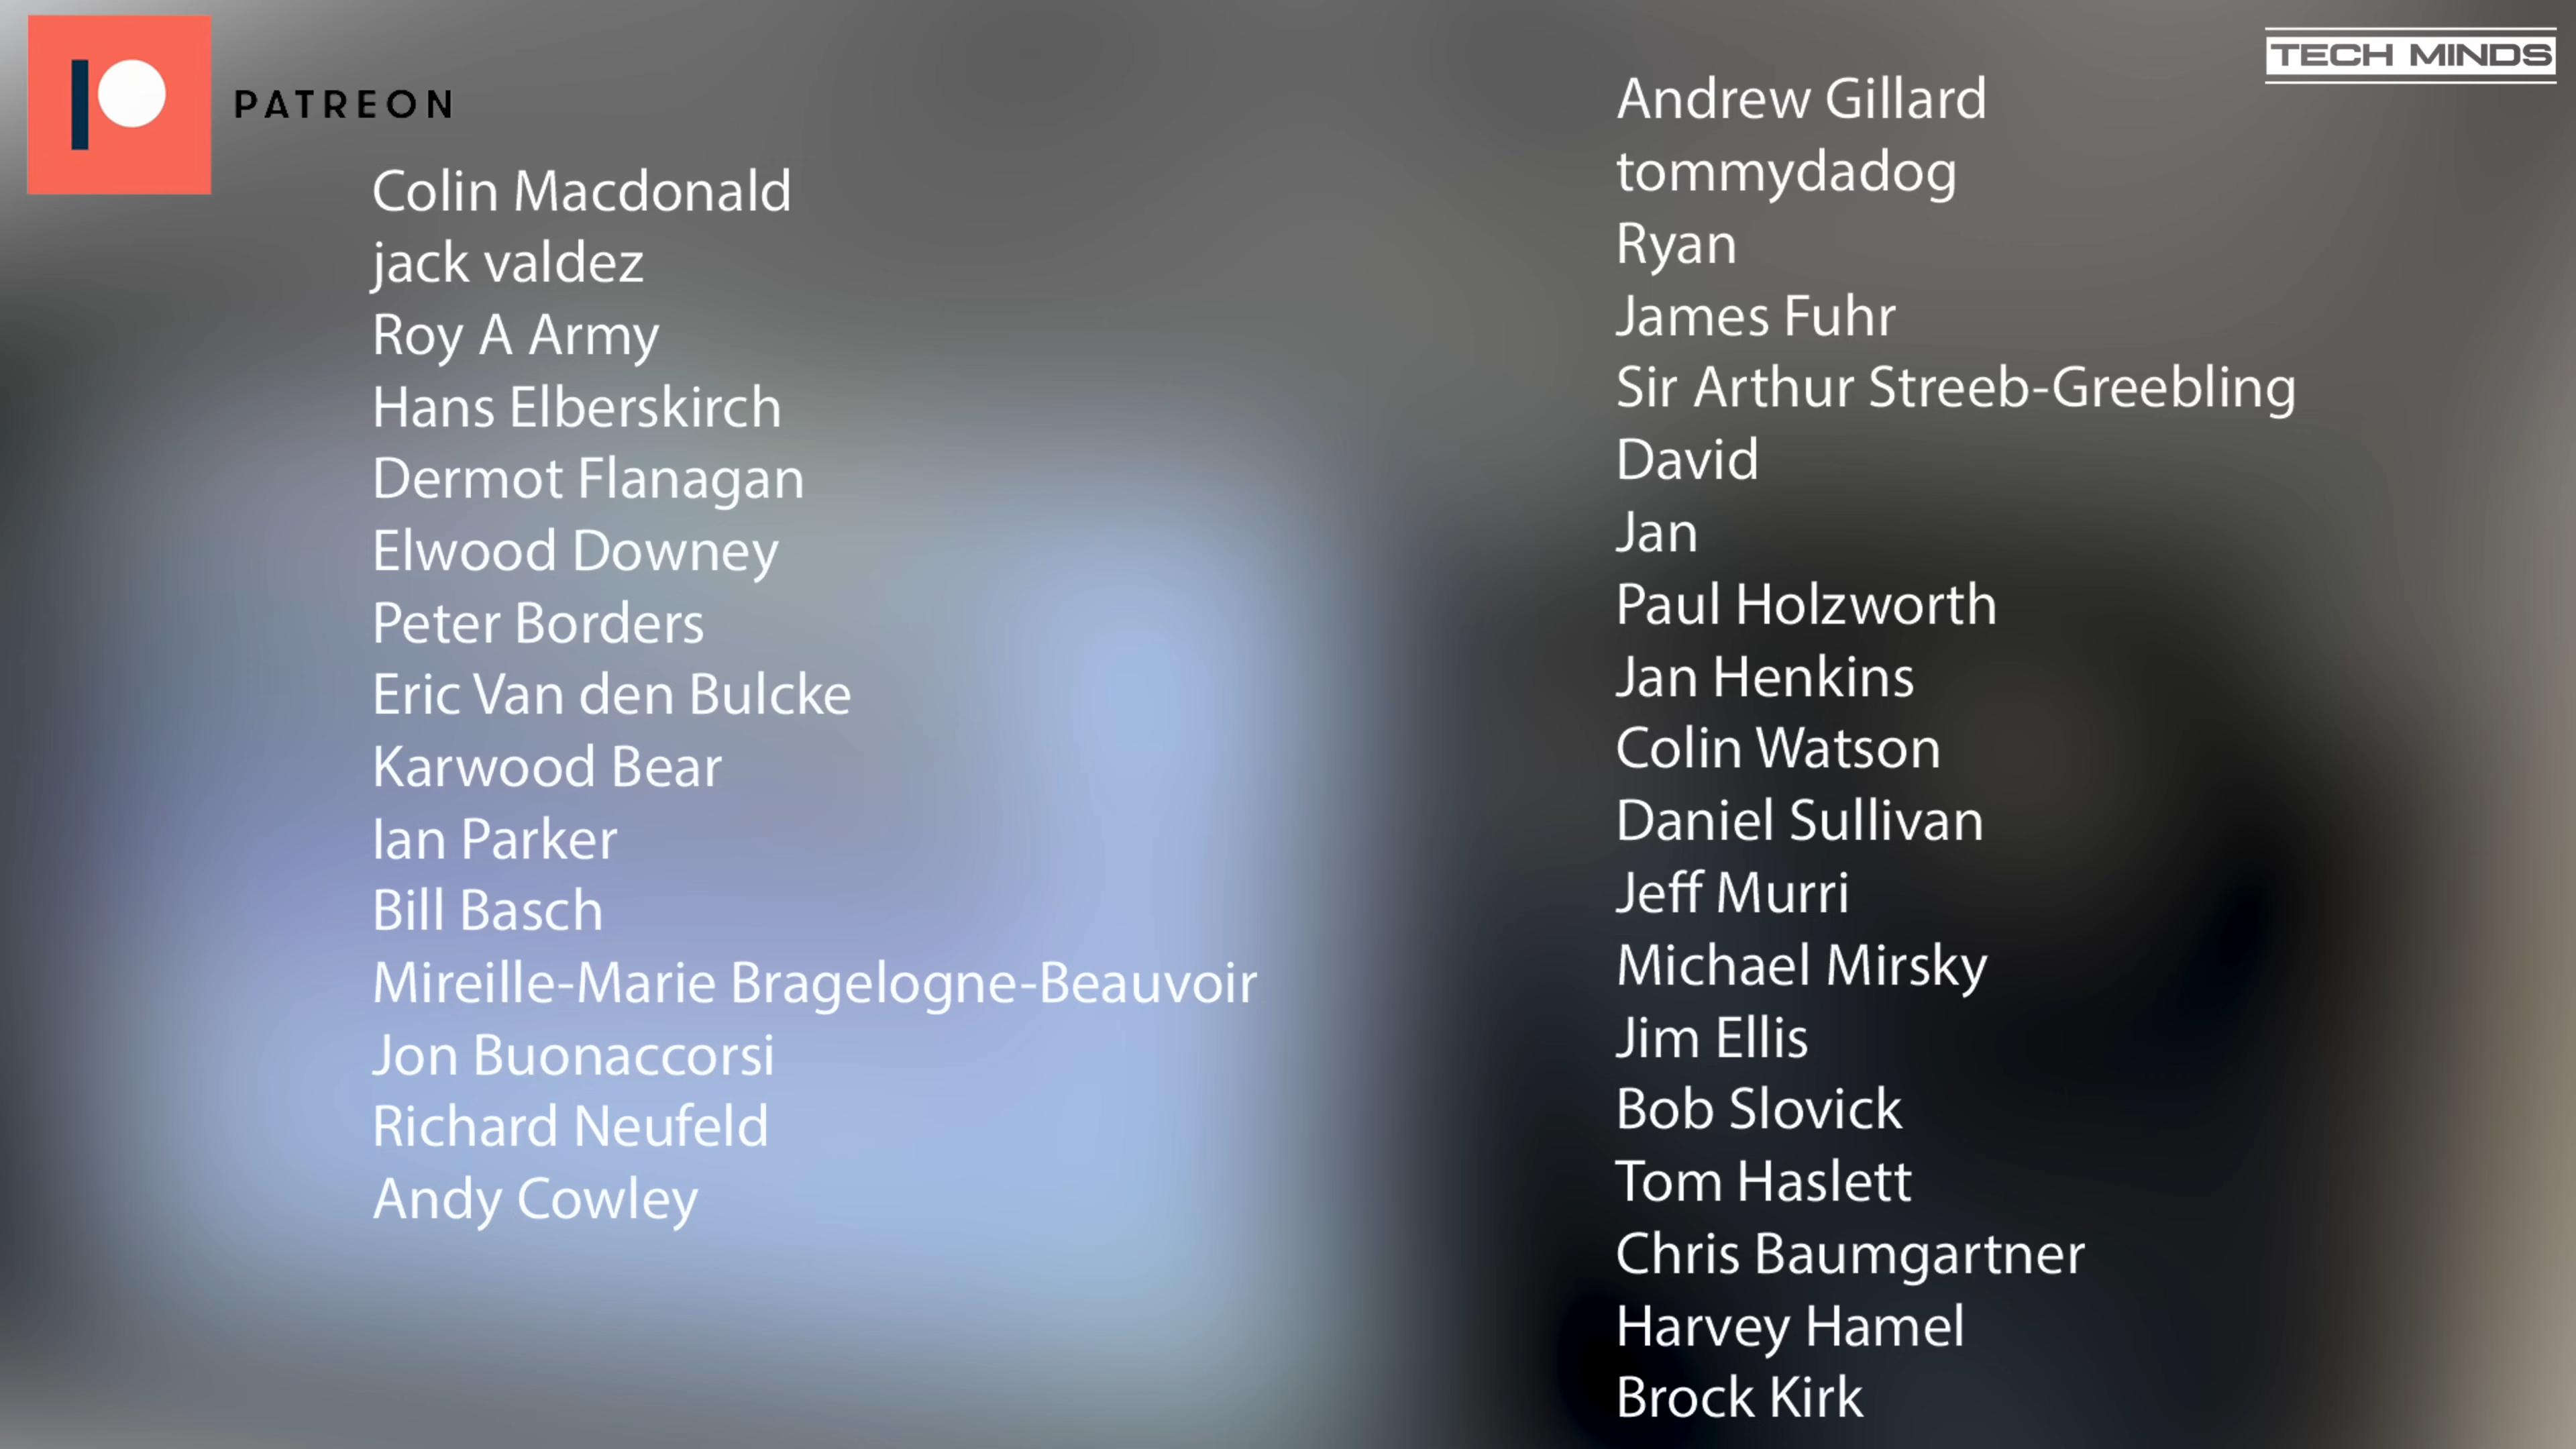 PATREON
Colin Macdonald
jack valdez
Roy A Army
Hans Elberskirch
Dermot Flanagan
Elwood Downey
Peter Borders
Eric Van den Bulcke
Karwood Bear
Ian Parker
Bill Basch
Mireille-Marie Bragelogne-Beauvoir
Jon Buonaccorsi
Richard Neufeld
Andy Cowley
TECH MINDS
Andrew Gillard
tommydadog
Ryan
James Fuhr
Sir Arthur Streeb-Greebling
David
Jan
Paul Holzworth
Jan Henkins
Colin Watson
Daniel Sullivan
Jeff Murri
Michael Mirsky
Jim Ellis
Bob Slovick
Tom Haslett
Chris Baumgartner
Harvey Hamel
Brock Kirk